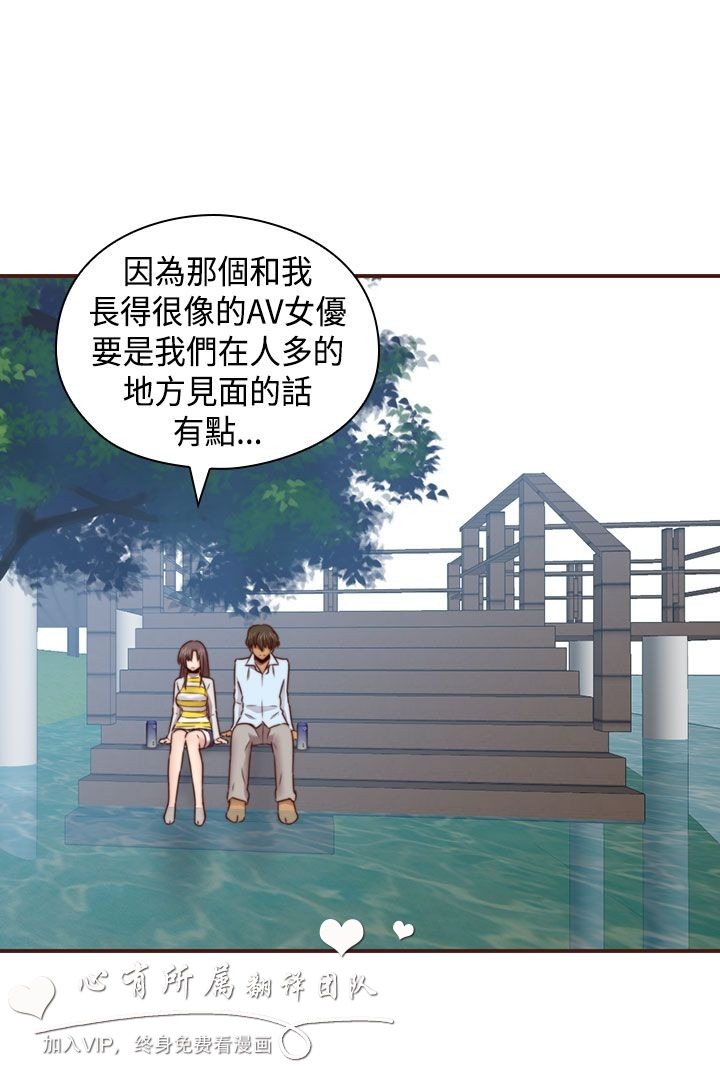 因為那個和我
長得很像的AV女優
要是我們在人多的
地方見面的話
有點...
心有所属翻译团队
加入VIP，终身免费看漫画